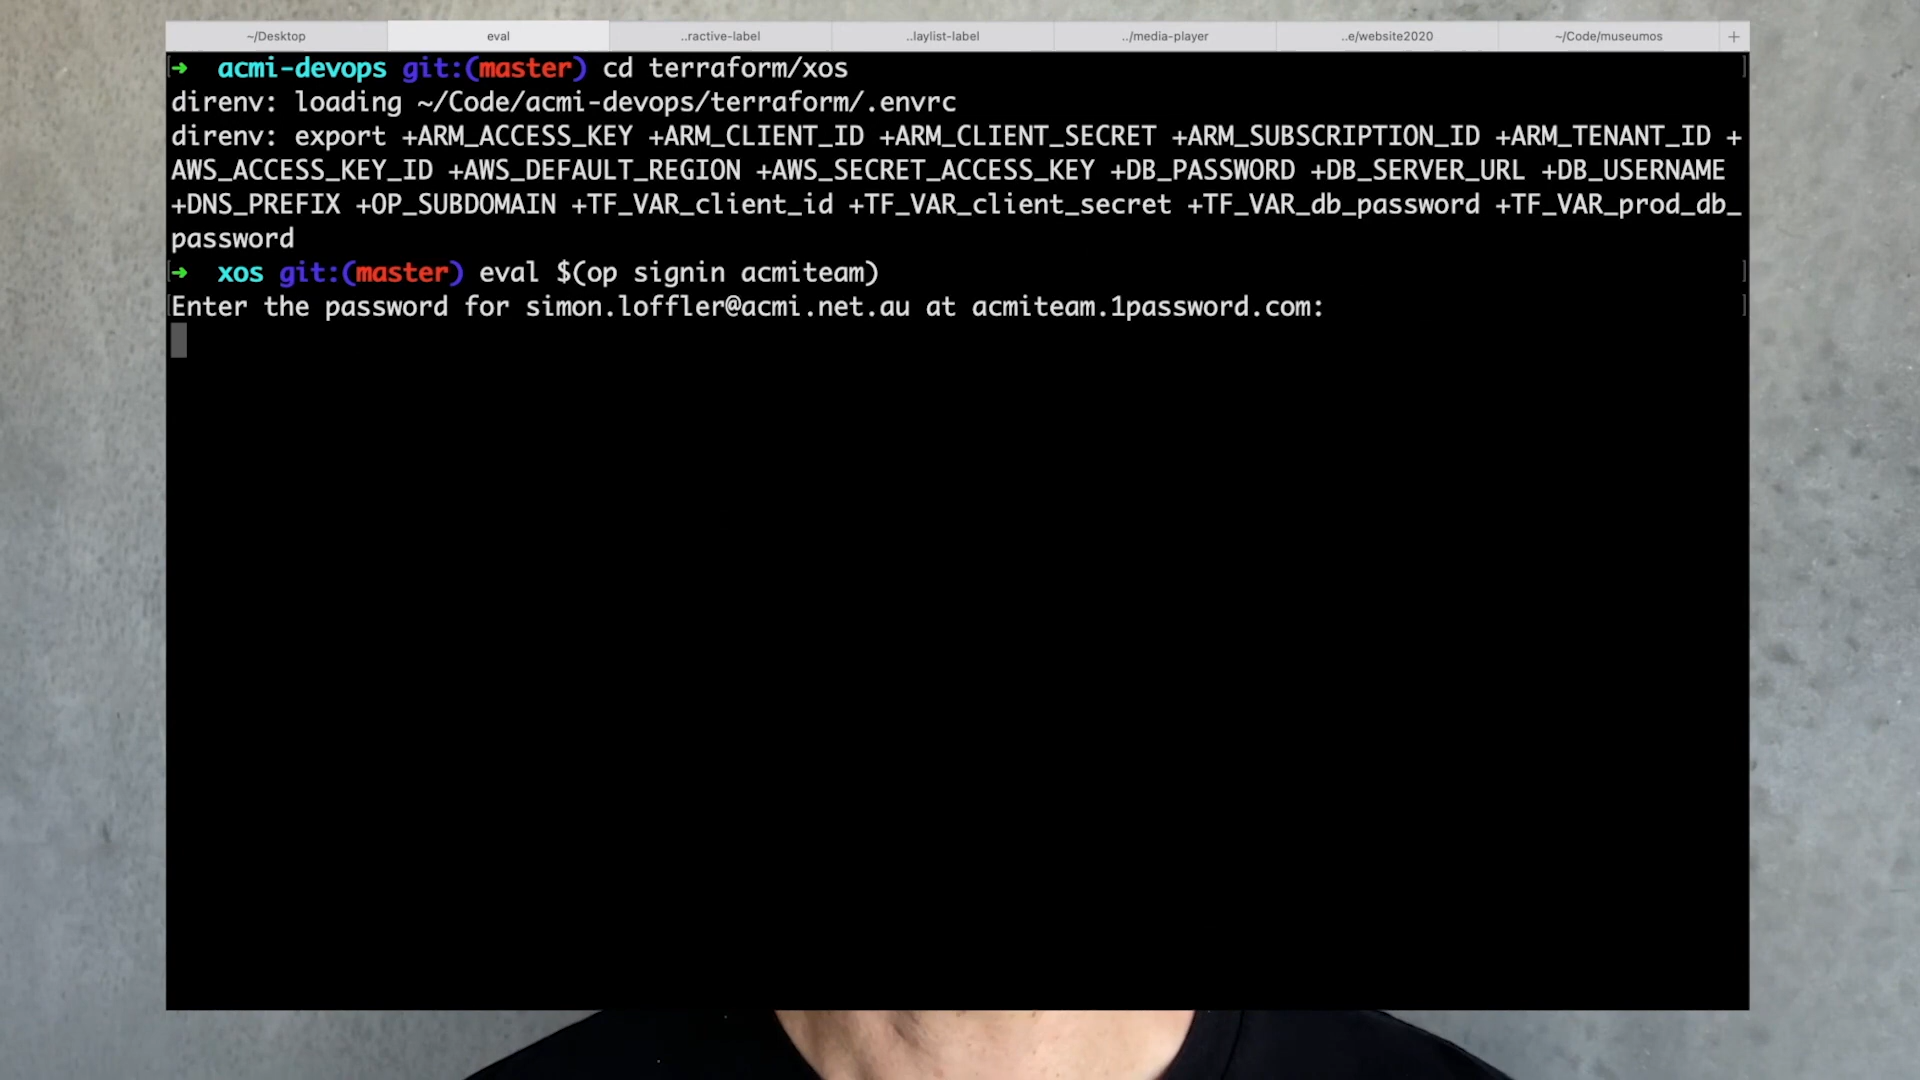 ~/Desktop
eval
..ractive-label
..laylist-label
../media-player
..e/website2020
~/Code/museumos
+
➜ acmi-devops git:(master) cd terraform/xos
direnv: loading ~/Code/acmi-devops/terraform/.envrc
direnv: export +ARM_ACCESS_KEY +ARM_CLIENT_ID +ARM_CLIENT_SECRET +ARM_SUBSCRIPTION_ID +ARM_TENANT_ID +
AWS_ACCESS_KEY_ID +AWS_DEFAULT_REGION +AWS_SECRET_ACCESS_KEY +DB_PASSWORD +DB_SERVER_URL +DB_USERNAME
+DNS_PREFIX +OP_SUBDOMAIN +TF_VAR_client_id +TF_VAR_client_secret +TF_VAR_db_password +TF_VAR_prod_db_
password
➜ xos git:(master) eval $(op signin acmiteam)
Enter the password for simon.loffler@acmi.net.au at acmiteam.1password.com: